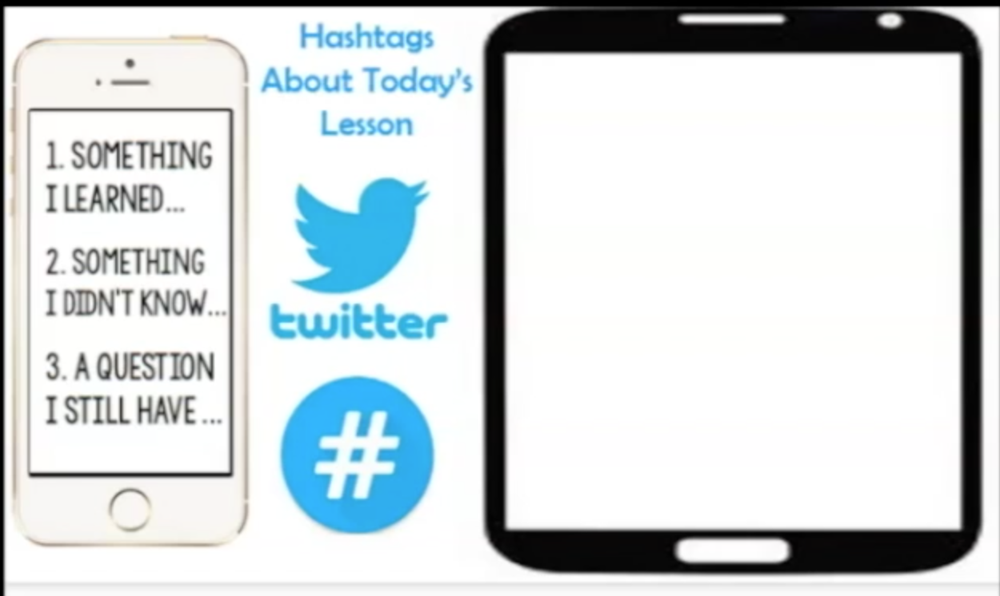 Hashtags
About Today's
Lesson
1. SOMETHING
I LEARNED...
2. SOMETHING
I DIDN'T KNOW...
3. A QUESTION
I STILL HAVE ...
twitter
#